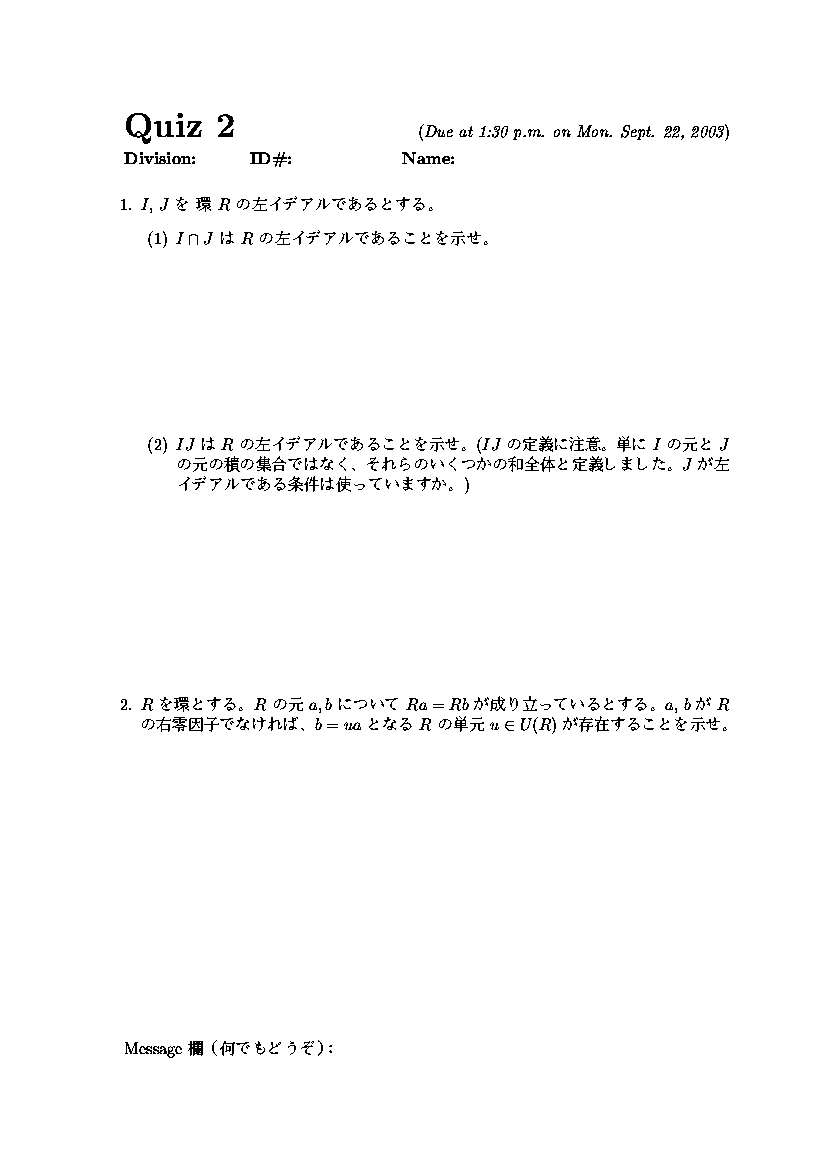 Quiz 2 (Due at 1:30 p.m. on Mon. Sept. 22, 2003)
Division: ID#: Name:
1. I, J を 環 R の左イデアルであるとする。
(1) I ∩ J は R の左イデアルであることを示せ。
(2) IJ は R の左イデアルであることを示せ。(IJ の定義に注意。単に I の元と J
の元の積の集合ではなく、それらのいくつかの和全体と定義しました。J が左
イデアルである条件は使っていますか。)
2. R を環とする。R の元 a, b について Ra = Rb が成り立っているとする。a, b が R
の右零因子でなければ、b = ua となる R の単元 u ∈ U(R) が存在することを示せ。
Message 欄（何でもどうぞ）: